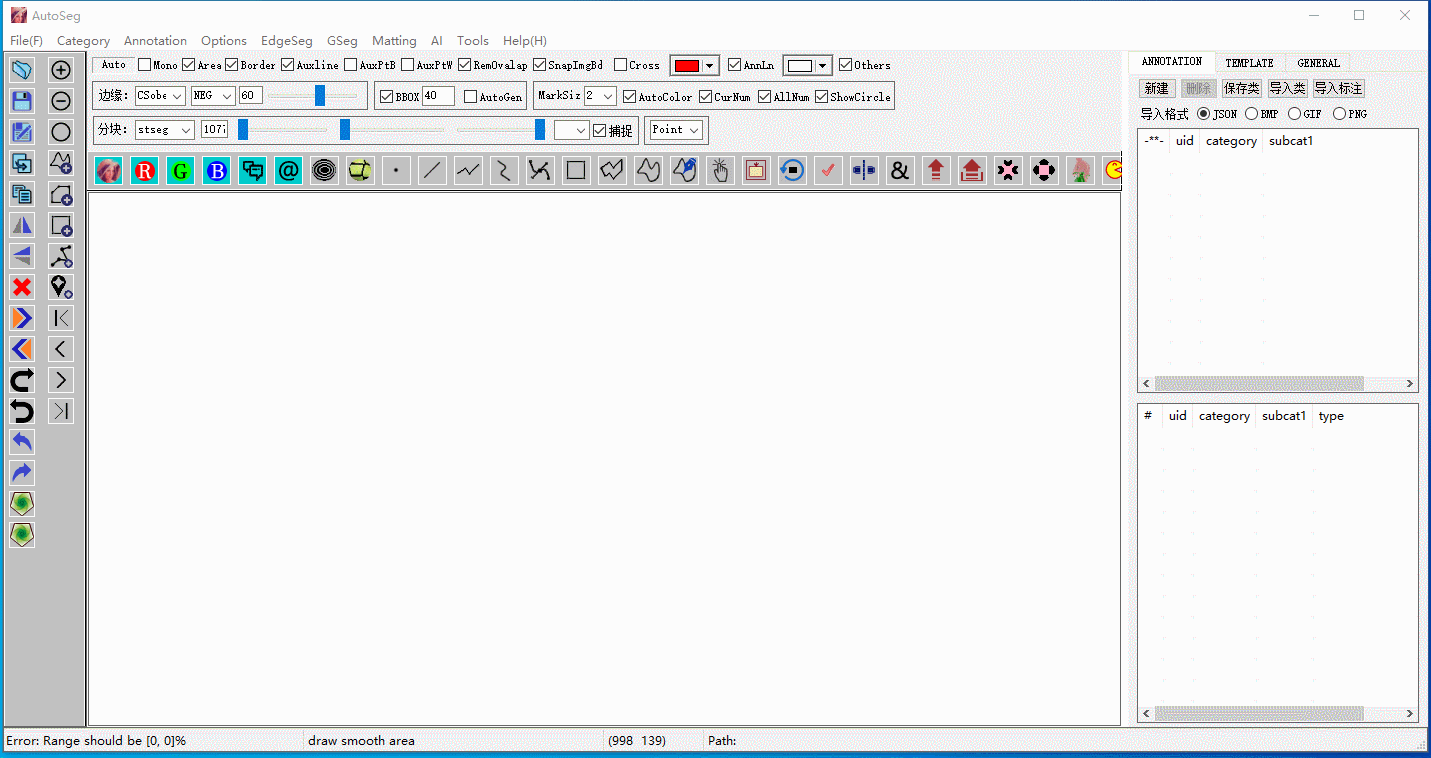 AutoSeg
File(F) Category Annotation Options EdgeSeg GSeg Matting AI Tools Help(H)
Auto Mono Area Border Auxline AuxPtB AuxPtW RemOvalap SnapImgBd Cross AnnLn Others
边缘: CSobe NEG 60 BBOX 40 AutoGen MarkSiz 2 AutoColor CurNum AllNum ShowCircle
分块: stseg 107 捕捉 Point
R G B @ &
ANNOTATION TEMPLATE GENERAL
新建 删除 保存类 导入类 导入标注
导入格式 JSON BMP GIF PNG
-**- uid category subcat1
# uid category subcat1 type
Error: Range should be [0, 0]% draw smooth area (998 139) Path: